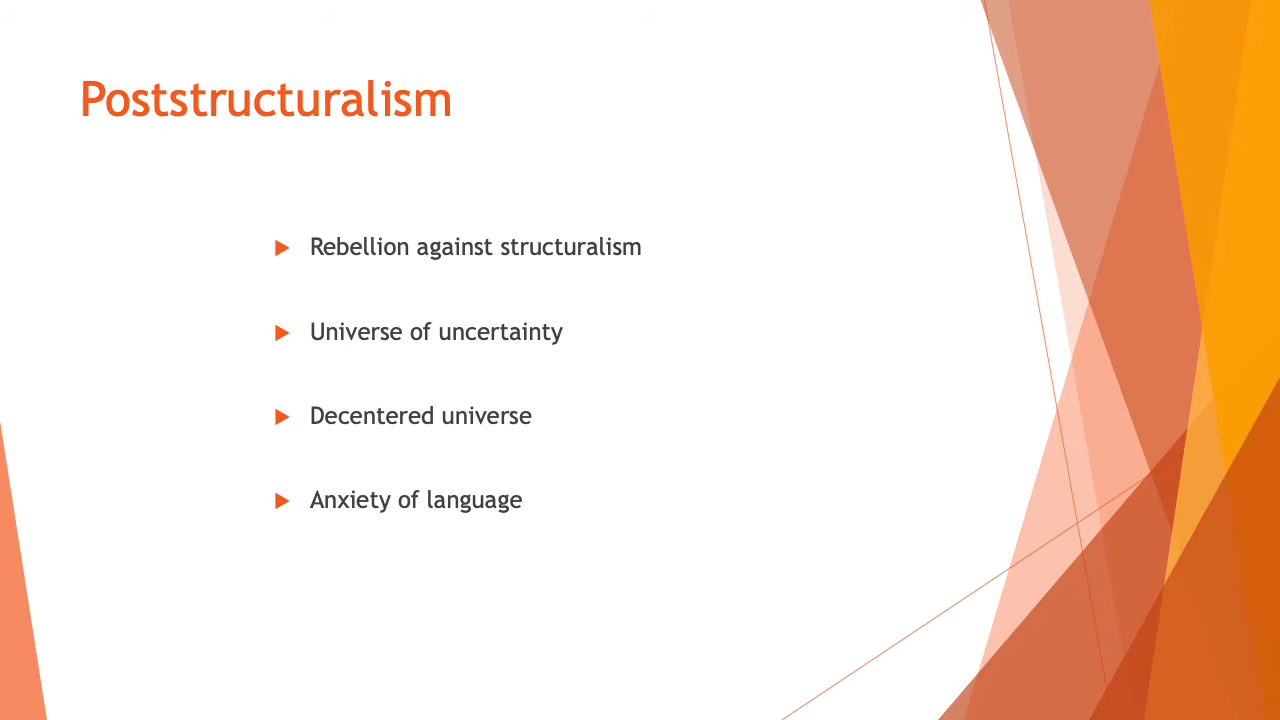 Poststructuralism
Rebellion against structuralism
Universe of uncertainty
Decentered universe
Anxiety of language